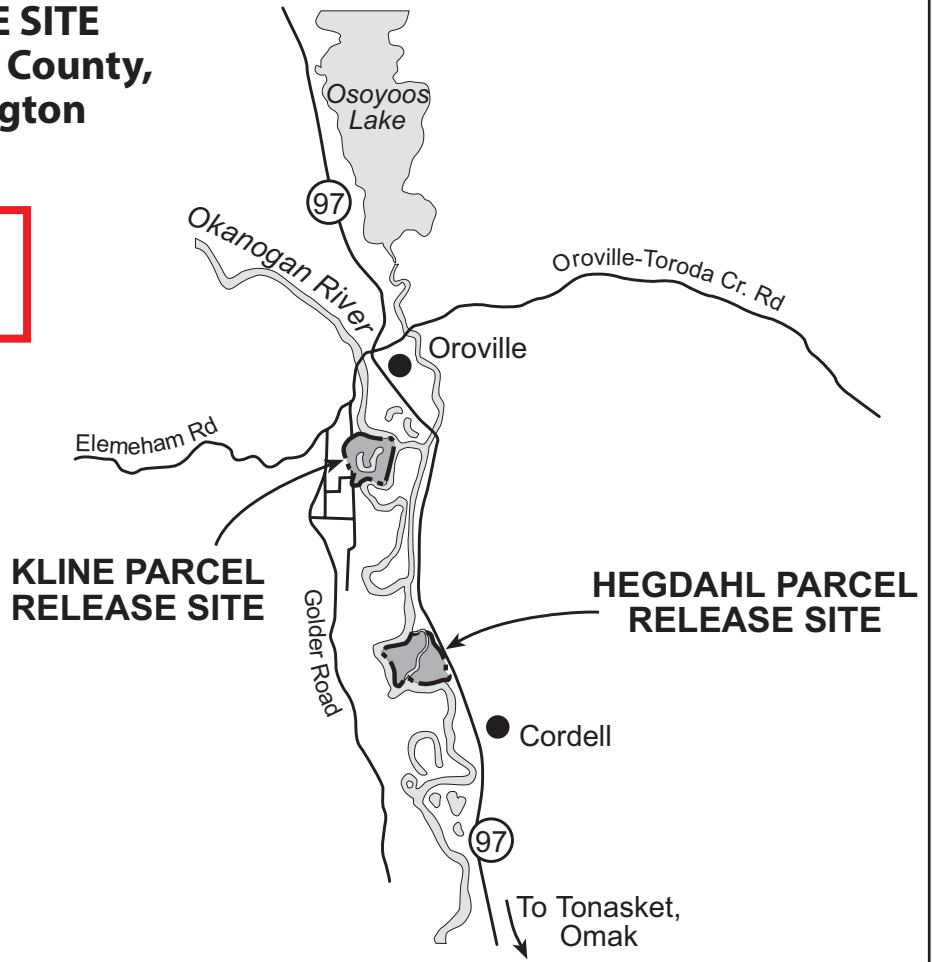 E SITE
County,
gton
Osoyoos
Lake
97
Okanogan River
Oroville-Toroda Cr. Rd
Oroville
Elemeham Rd
KLINE PARCEL
RELEASE SITE
HEGDAHL PARCEL
RELEASE SITE
Golder Road
Cordell
97
To Tonasket,
Omak